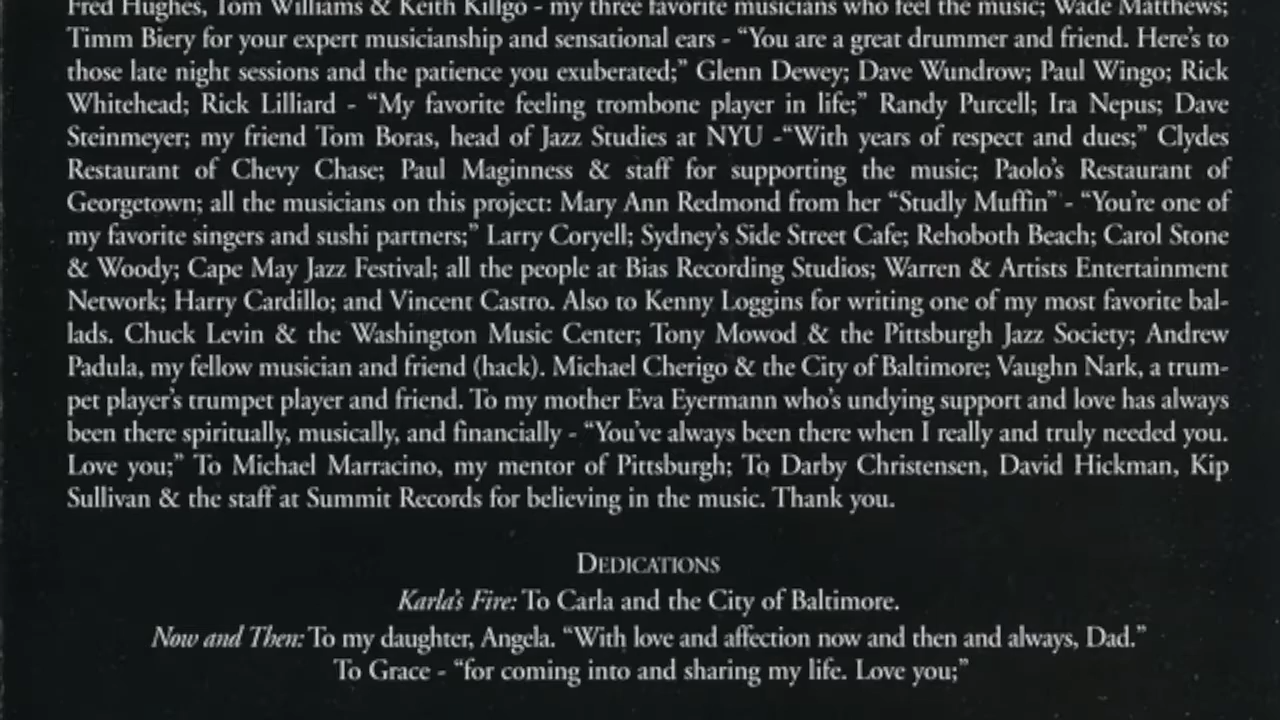 Fred Hughes, Tom Williams & Keith Killgo - my three favorite musicians who feel the music; Wade Matthews;
Timm Biery for your expert musicianship and sensational ears - “You are a great drummer and friend. Here’s to
those late night sessions and the patience you exuberated;” Glenn Dewey; Dave Wundrow; Paul Wingo; Rick
Whitehead; Rick Lilliard - “My favorite feeling trombone player in life;” Randy Purcell; Ira Nepus; Dave
Steinmeyer; my friend Tom Boras, head of Jazz Studies at NYU -“With years of respect and dues;” Clydes
Restaurant of Chevy Chase; Paul Maginness & staff for supporting the music; Paolo’s Restaurant of
Georgetown; all the musicians on this project: Mary Ann Redmond from her “Studly Muffin” - “You’re one of
my favorite singers and sushi partners;” Larry Coryell; Sydney’s Side Street Cafe; Rehoboth Beach; Carol Stone
& Woody; Cape May Jazz Festival; all the people at Bias Recording Studios; Warren & Artists Entertainment
Network; Harry Cardillo; and Vincent Castro. Also to Kenny Loggins for writing one of my most favorite bal-
lads. Chuck Levin & the Washington Music Center; Tony Mowod & the Pittsburgh Jazz Society; Andrew
Padula, my fellow musician and friend (hack). Michael Cherigo & the City of Baltimore; Vaughn Nark, a trum-
pet player’s trumpet player and friend. To my mother Eva Eyermann who’s undying support and love has always
been there spiritually, musically, and financially - “You’ve always been there when I really and truly needed you.
Love you;” To Michael Marracino, my mentor of Pittsburgh; To Darby Christensen, David Hickman, Kip
Sullivan & the staff at Summit Records for believing in the music. Thank you.
DEDICATIONS
Karla’s Fire: To Carla and the City of Baltimore.
Now and Then: To my daughter, Angela. “With love and affection now and then and always, Dad.”
To Grace - “for coming into and sharing my life. Love you;”